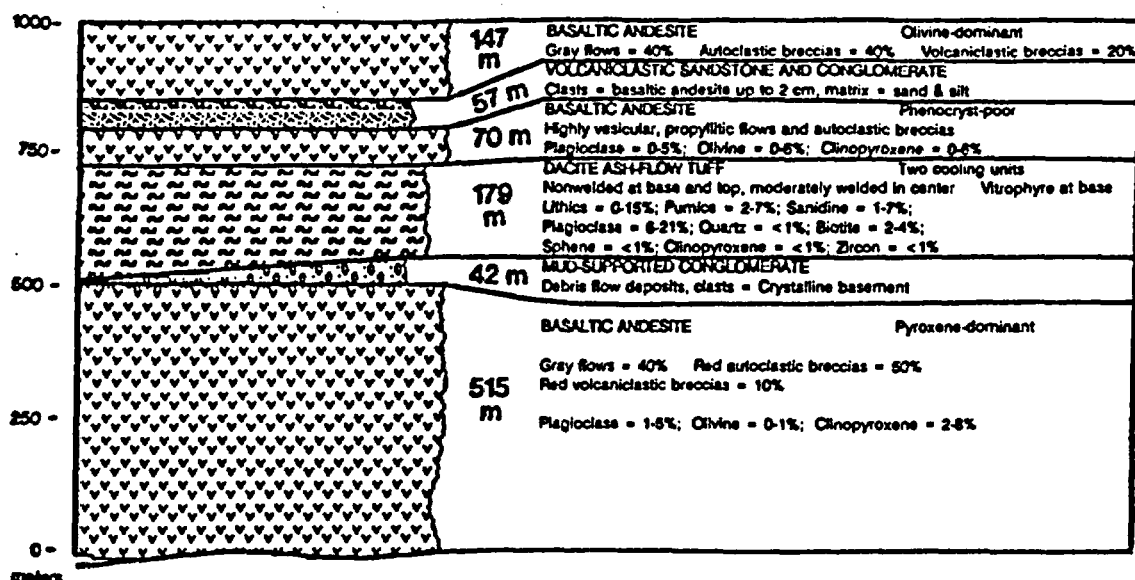 1000-
147 m
BASALTIC ANDESITE Olivine-dominant
Gray flows = 40% Autoclastic breccias = 40% Volcaniclastic breccias = 20%
57 m
VOLCANICLASTIC SANDSTONE AND CONGLOMERATE
Clasts = basaltic andesite up to 2 cm, matrix = sand & silt
70 m
BASALTIC ANDESITE Phenocryst-poor
Highly vesicular, propyllitic flows and autoclastic breccias
Plagioclase = 0-5%; Olivine = 0-6%; Clinopyroxene = 0-6%
750-
179 m
DACITE ASH-FLOW TUFF Two cooling units
Nonwelded at base and top, moderately welded in center Vitrophyre at base
Lithics = 0-15%; Pumice = 2-7%; Sanidine = 1-7%;
Plagioclase = 6-21%; Quartz = <1%; Biotite = 2-4%;
Sphene = <1%; Clinopyroxene = <1%; Zircon = <1%
500-
42 m
MUD-SUPPORTED CONGLOMERATE
Debris flow deposits, clasts = Crystalline basement
515 m
BASALTIC ANDESITE Pyroxene-dominant
Gray flows = 40% Red autoclastic breccias = 50%
Red volcaniclastic breccias = 10%
250-
Plagioclase = 1-5%; Olivine = 0-1%; Clinopyroxene = 2-8%
0-
meters